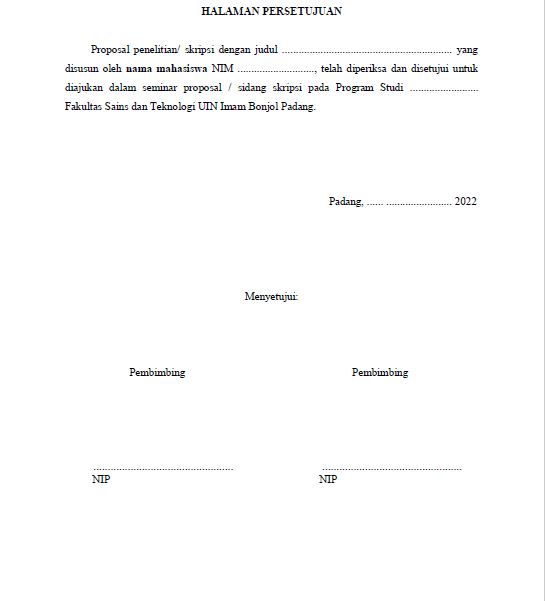 HALAMAN PERSETUJUAN
Proposal penelitian/ skripsi dengan judul .............................................................. yang
disusun oleh nama mahasiswa NIM ............................, telah diperiksa dan disetujui untuk
diajukan dalam seminar proposal / sidang skripsi pada Program Studi .........................
Fakultas Sains dan Teknologi UIN Imam Bonjol Padang.
Padang, ...... ........................ 2022
Menyetujui:
Pembimbing Pembimbing
................................................... ...................................................
NIP NIP